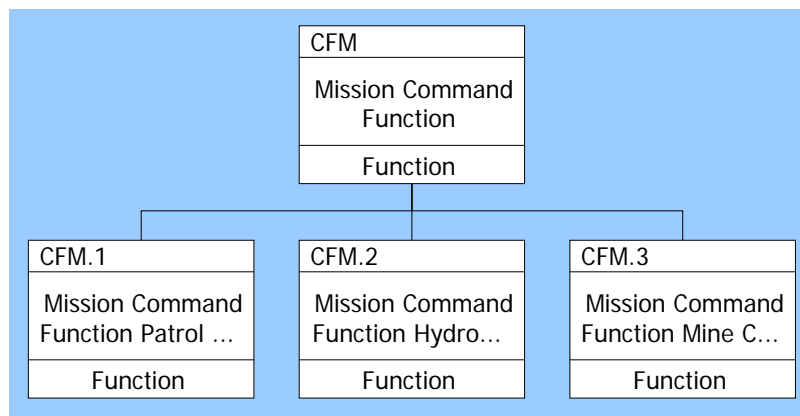 CFM
Mission Command
Function
Function
CFM.1
Mission Command
Function Patrol ...
Function
CFM.2
Mission Command
Function Hydro...
Function
CFM.3
Mission Command
Function Mine C...
Function